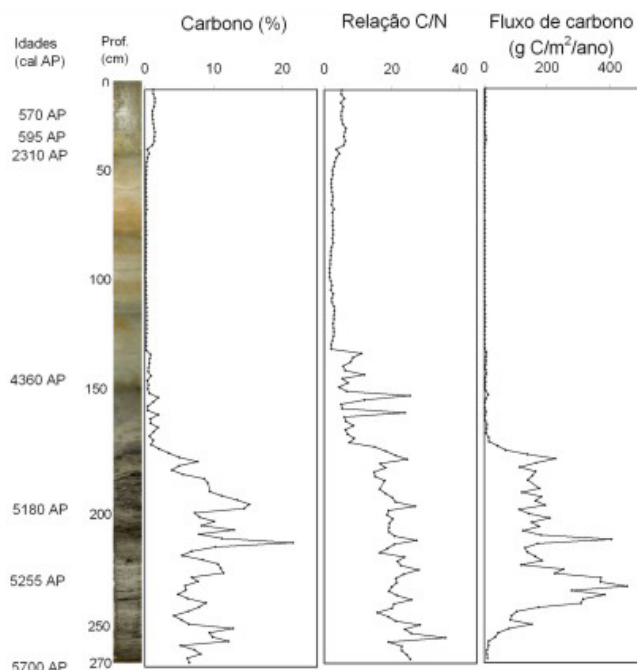 Carbono (%)
Relação C/N
Fluxo de carbono
(g C/m²/ano)
Idades
(cal AP)
Prof.
(cm)
0 10 20
0 20 40
0 200 400
0
570 AP
595 AP
2310 AP
50
100
4360 AP
150
5180 AP
200
5255 AP
250
5700 AP
270